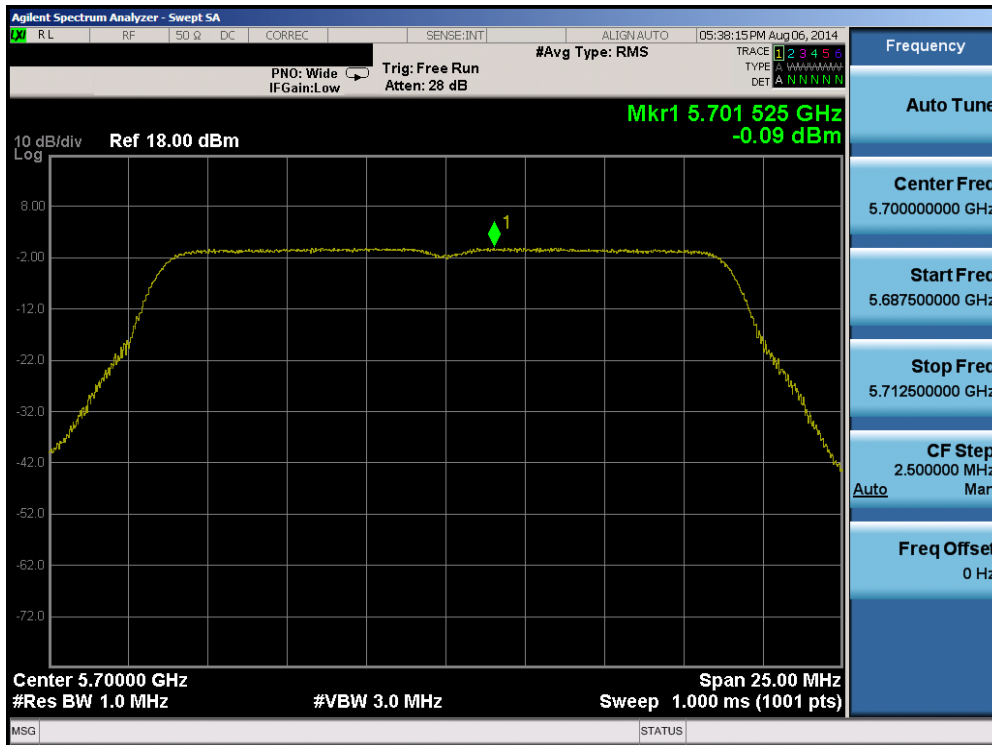 Agilent Spectrum Analyzer - Swept SA
LXI RL RF 50 Ω DC CORREC SENSE:INT ALIGN AUTO 05:38:15 PM Aug 06, 2014
#Avg Type: RMS
TRACE 1 2 3 4 5 6
PNO: Wide Trig: Free Run
TYPE A WWWWW
IFGain:Low Atten: 28 dB
DET A N N N N N
Mkr1 5.701 525 GHz
-0.09 dBm
10 dB/div Ref 18.00 dBm
Log
8.00
1
-2.00
-12.0
-22.0
-32.0
-42.0
-52.0
-62.0
-72.0
Center 5.70000 GHz Span 25.00 MHz
#Res BW 1.0 MHz #VBW 3.0 MHz Sweep 1.000 ms (1001 pts)
MSG STATUS
Frequency
Auto Tune
Center Freq
5.700000000 GHz
Start Freq
5.687500000 GHz
Stop Freq
5.712500000 GHz
CF Step
2.500000 MHz
Auto Man
Freq Offset
0 Hz